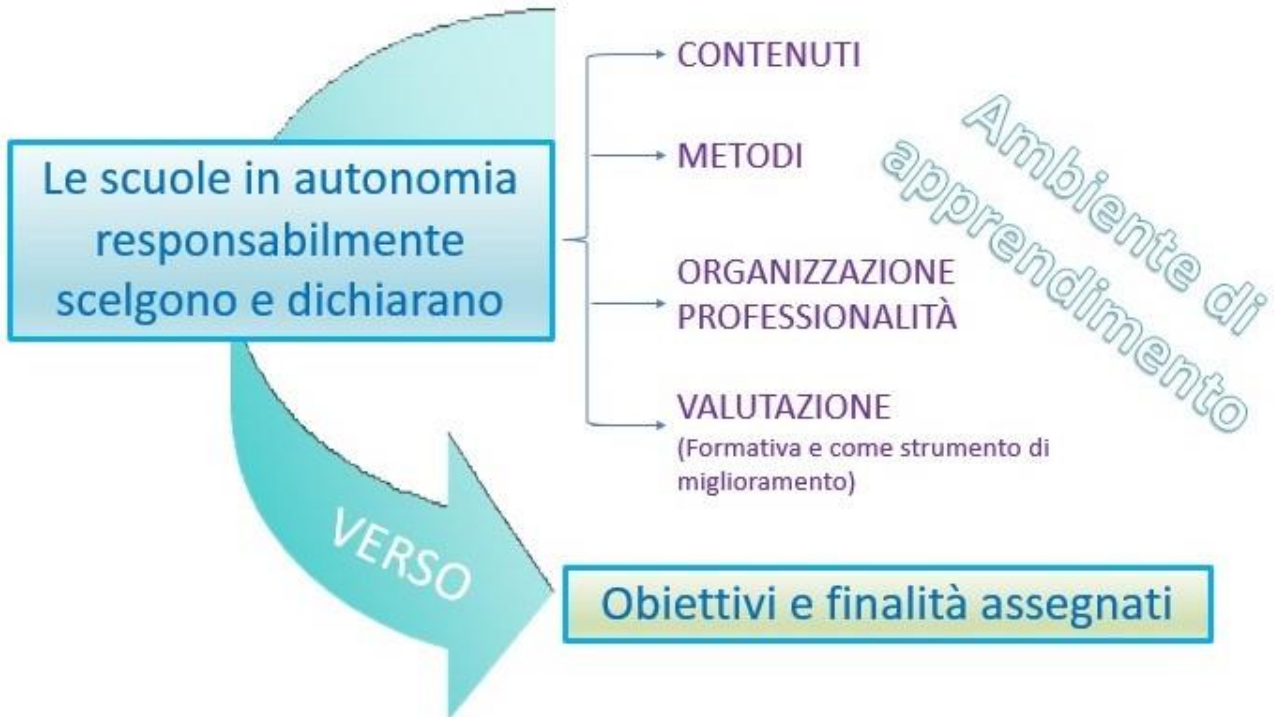 Le scuole in autonomia
responsabilmente
scelgono e dichiarano
CONTENUTI
METODI
ORGANIZZAZIONE
PROFESSIONALITÀ
VALUTAZIONE
(Formativa e come strumento di
miglioramento)
Ambiente di
apprendimento
VERSO
Obiettivi e finalità assegnati